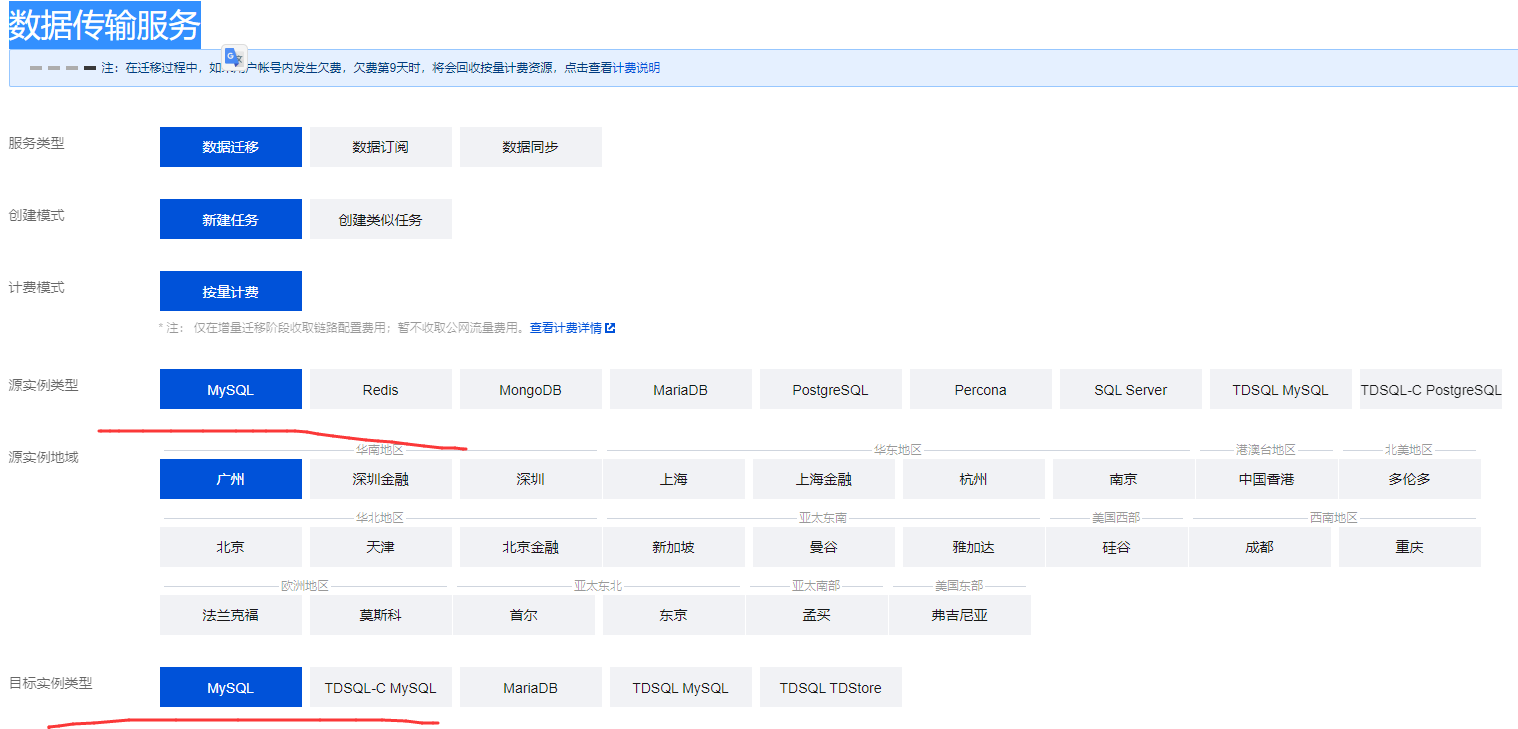 数据传输服务
注：在迁移过程中，如果用户帐号内发生欠费，欠费第9天时，将会回收按量计费资源，点击查看计费说明
服务类型 数据迁移 数据订阅 数据同步
创建模式 新建任务 创建类似任务
计费模式 按量计费
* 注： 仅在增量迁移阶段收取链路配置费用；暂不收取公网流量费用。查看计费详情
源实例类型 MySQL Redis MongoDB MariaDB PostgreSQL Percona SQL Server TDSQL MySQL TDSQL-C PostgreSQL
源实例地域 华南地区 华东地区 港澳台地区 北美地区
广州 深圳金融 深圳 上海 上海金融 杭州 南京 中国香港 多伦多
华北地区 亚太东南 美国西部 西南地区
北京 天津 北京金融 新加坡 曼谷 雅加达 硅谷 成都 重庆
欧洲地区 亚太东北 亚太南部 美国东部
法兰克福 莫斯科 首尔 东京 孟买 弗吉尼亚
目标实例类型 MySQL TDSQL-C MySQL MariaDB TDSQL MySQL TDSQL TDStore